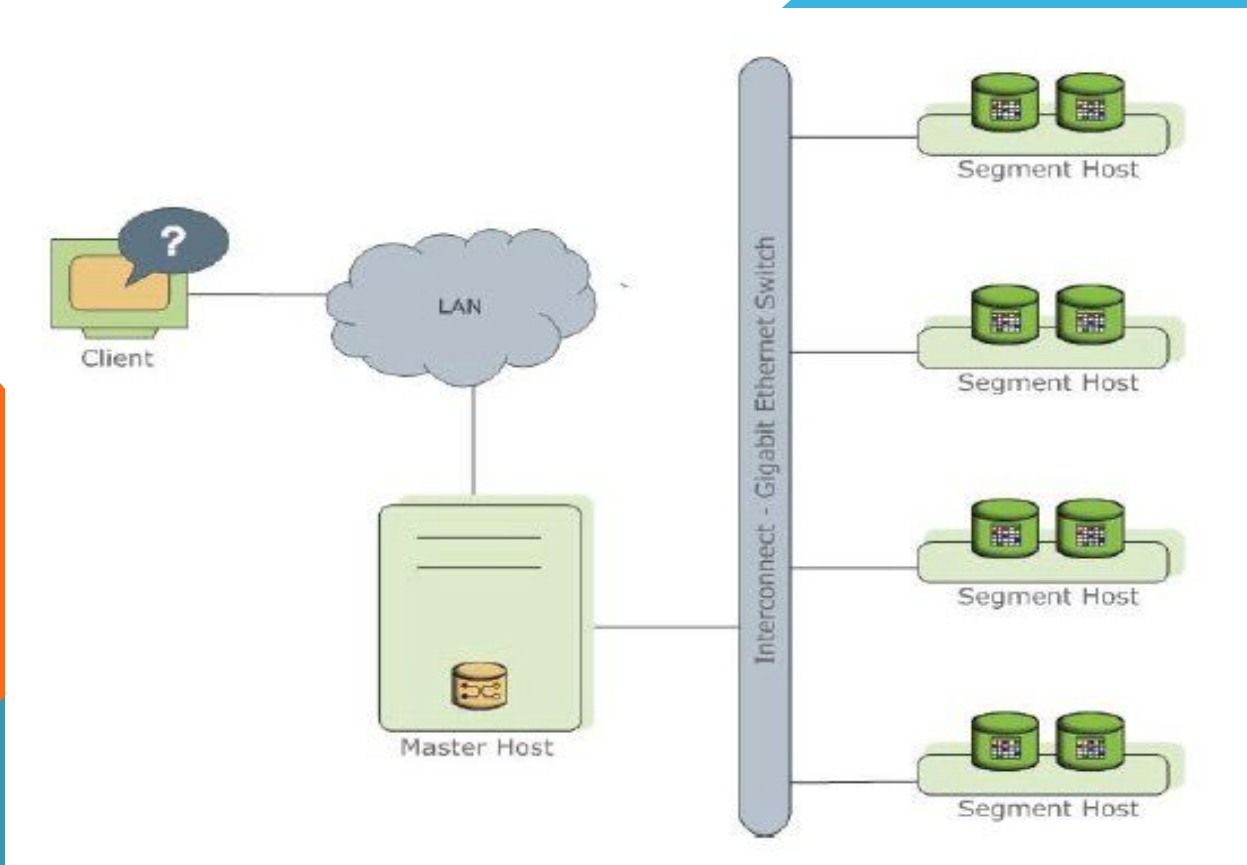 ?
Client
LAN
Master Host
Interconnect - Gigabit Ethernet Switch
Segment Host
Segment Host
Segment Host
Segment Host